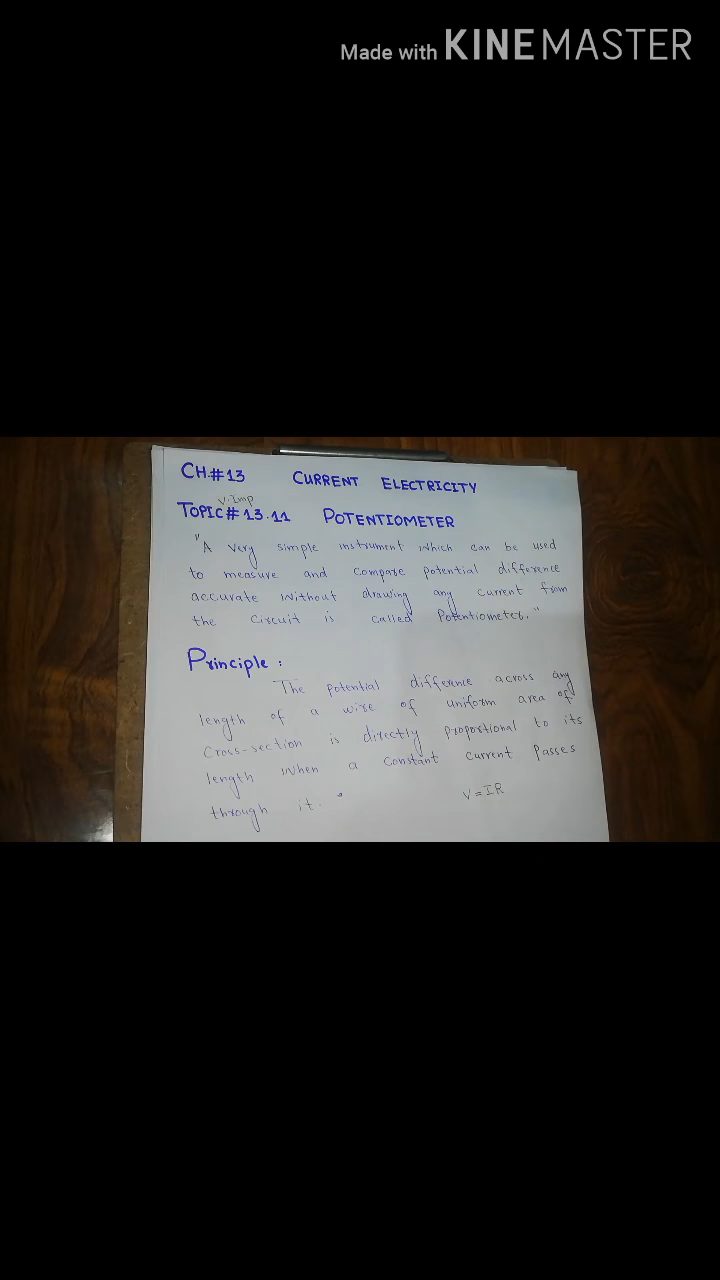 Made with KINEMASTER
CH.#13 CURRENT ELECTRICITY
V.Imp
TOPIC# 13.11 POTENTIOMETER
"A very simple instrument which can be used
to measure and compare potential difference
accurate without drawing any current from
the circuit is called Potentiometer."
Principle :
The potential difference across any
length of a wire of uniform area of
Cross-section is directly proportional to its
length when a constant current Passes
through it. "
V=IR